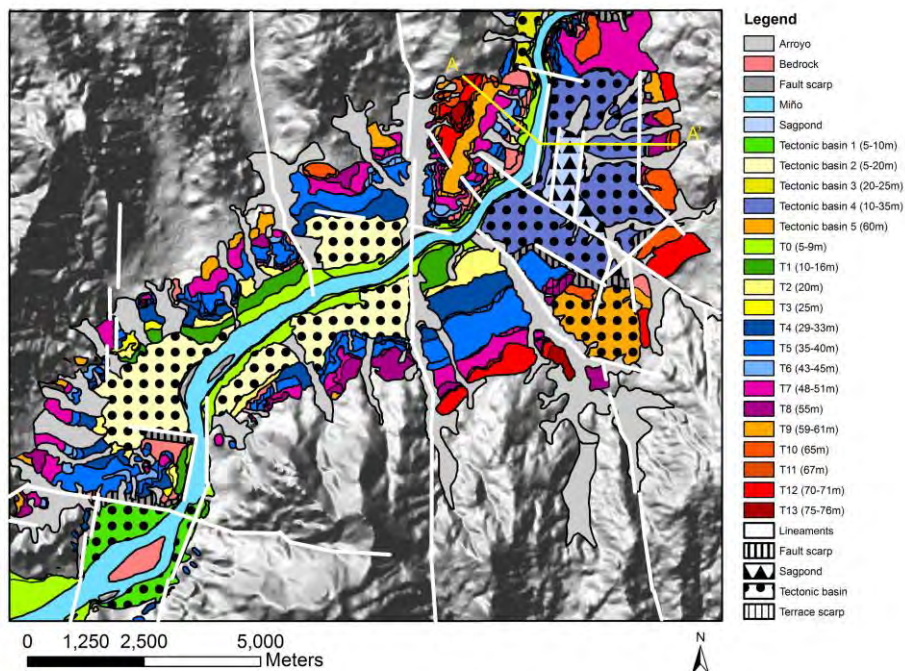 A
A'
Legend
Arroyo
Bedrock
Fault scarp
Miño
Sagpond
Tectonic basin 1 (5-10m)
Tectonic basin 2 (5-20m)
Tectonic basin 3 (20-25m)
Tectonic basin 4 (10-35m)
Tectonic basin 5 (60m)
T0 (5-9m)
T1 (10-16m)
T2 (20m)
T3 (25m)
T4 (29-33m)
T5 (35-40m)
T6 (43-45m)
T7 (48-51m)
T8 (55m)
T9 (59-61m)
T10 (65m)
T11 (67m)
T12 (70-71m)
T13 (75-76m)
Lineaments
Fault scarp
Sagpond
Tectonic basin
Terrace scarp
0 1,250 2,500 5,000
Meters
N